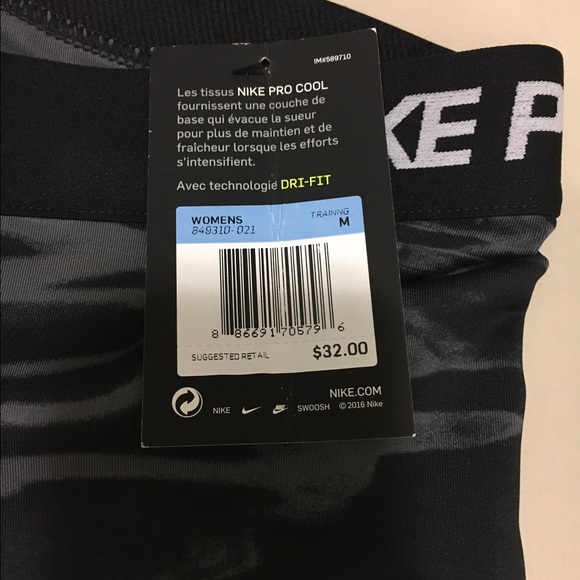 IM#589710
Les tissus NIKE PRO COOL
fournissent une couche de
base qui évacue la sueur
pour plus de maintien et de
fraîcheur lorsque les efforts
s'intensifient.
Avec technologie DRI-FIT
WOMENS TRAINING
849310-021 M
8 86691 70579 6
SUGGESTED RETAIL $32.00
NIKE.COM
NIKE SWOOSH © 2016 Nike
KE P